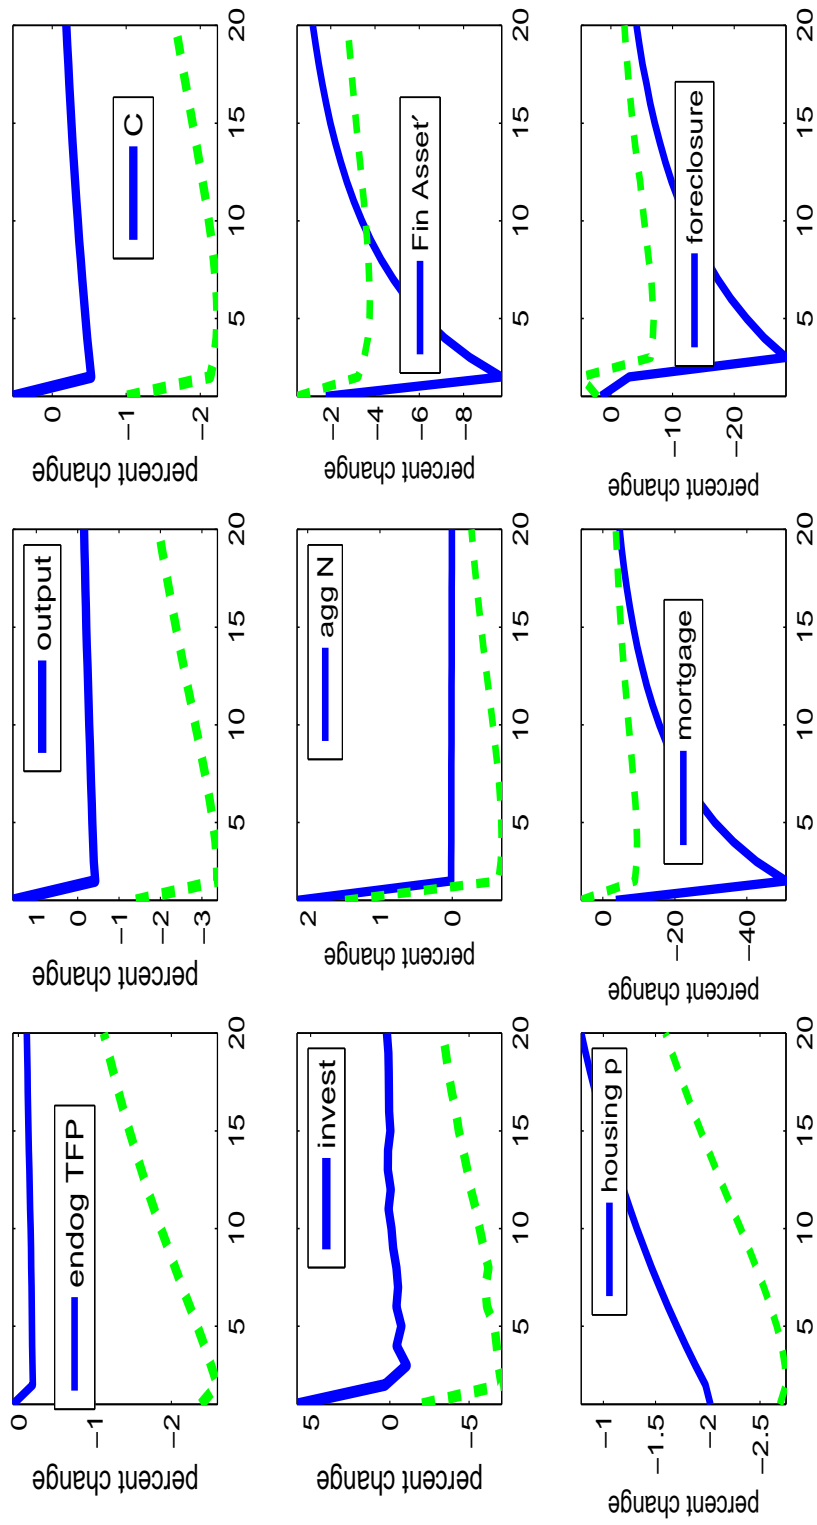 percent change
0
−1
−2
endog TFP
5 10 15 20
percent change
1
0
−1
−2
−3
output
5 10 15 20
percent change
0
−1
−2
C
5 10 15 20
percent change
5
0
−5
invest
5 10 15 20
percent change
2
1
0
agg N
5 10 15 20
percent change
−2
−4
−6
−8
Fin Asset′
5 10 15 20
percent change
−1
−1.5
−2
−2.5
housing p
5 10 15 20
percent change
0
−20
−40
mortgage
5 10 15 20
percent change
0
−10
−20
foreclosure
5 10 15 20